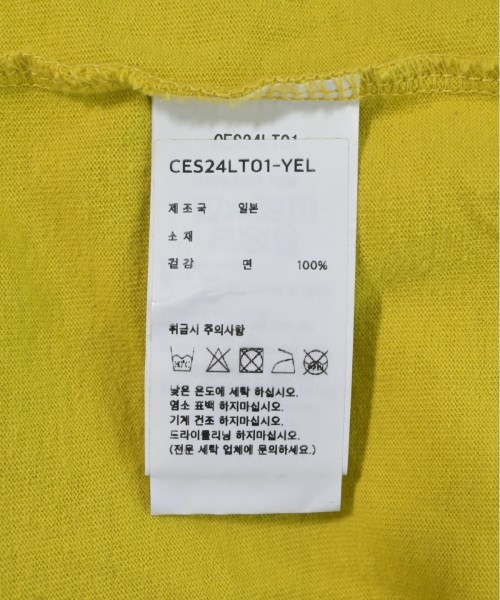 CES24LT01
CES24LT01-YEL
제 조 국 일본
소 재
겉 감 면 100%
취급시 주의사항
낮은 온도에 세탁 하십시오.
염소 표백 하지마십시오.
기계 건조 하지마십시오.
드라이클리닝 하지마십시오.
(전문 세탁 업체에 문의하세요.)